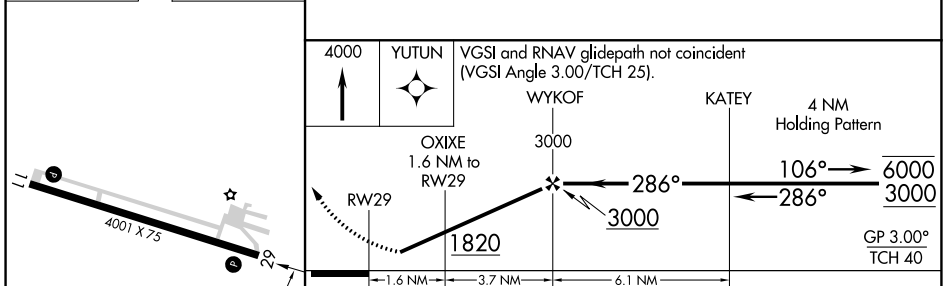 4000
YUTUN
VGSI and RNAV glidepath not coincident
(VGSI Angle 3.00/TCH 25).
WYKOF
KATEY
4 NM
Holding Pattern
OXIXE
1.6 NM to
RW29
3000
RW29
286°
106°
286°
6000
3000
3000
1820
GP 3.00°
TCH 40
1.6 NM
3.7 NM
6.1 NM
11
P
4001 X 75
P
29